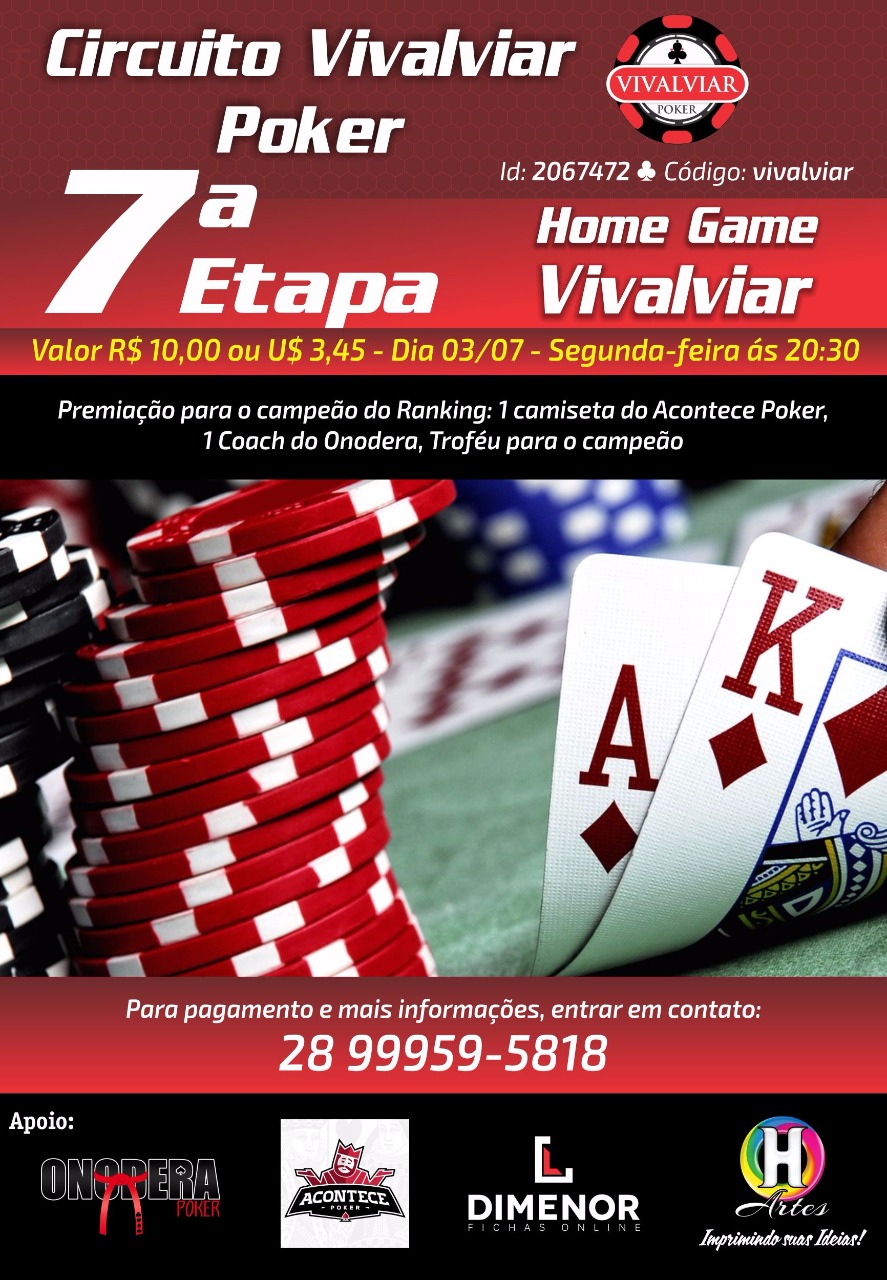 Circuito Vivalviar
Poker
VIVALVIAR
POKER
Id: 2067472 ♣ Código: vivalviar
7ª
Etapa
Home Game
Vivalviar
Valor R$ 10,00 ou U$ 3,45 - Dia 03/07 - Segunda-feira ás 20:30
Premiação para o campeão do Ranking: 1 camiseta do Acontece Poker,
1 Coach do Onodera, Troféu para o campeão
A
K
Para pagamento e mais informações, entrar em contato:
28 99959-5818
Apoio:
ONODERA
POKER
ACONTECE
POKER
L
DIMENOR
FICHAS ONLINE
H
Artes
Imprimindo suas Ideias!